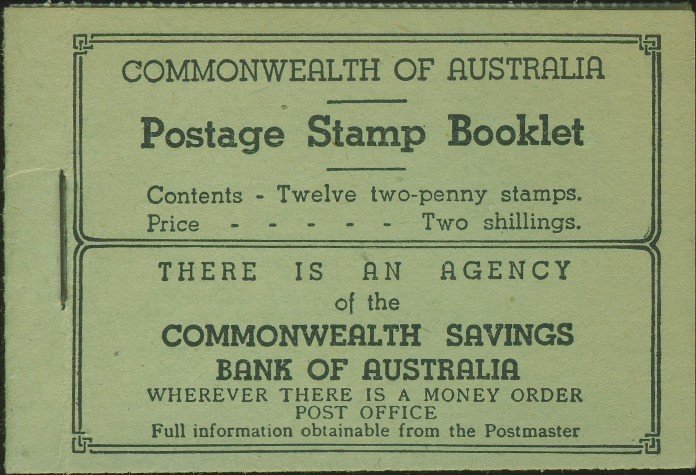 COMMONWEALTH OF AUSTRALIA
Postage Stamp Booklet
Contents - Twelve two-penny stamps.
Price - - - - - Two shillings.
THERE IS AN AGENCY
of the
COMMONWEALTH SAVINGS
BANK OF AUSTRALIA
WHEREVER THERE IS A MONEY ORDER
POST OFFICE
Full information obtainable from the Postmaster